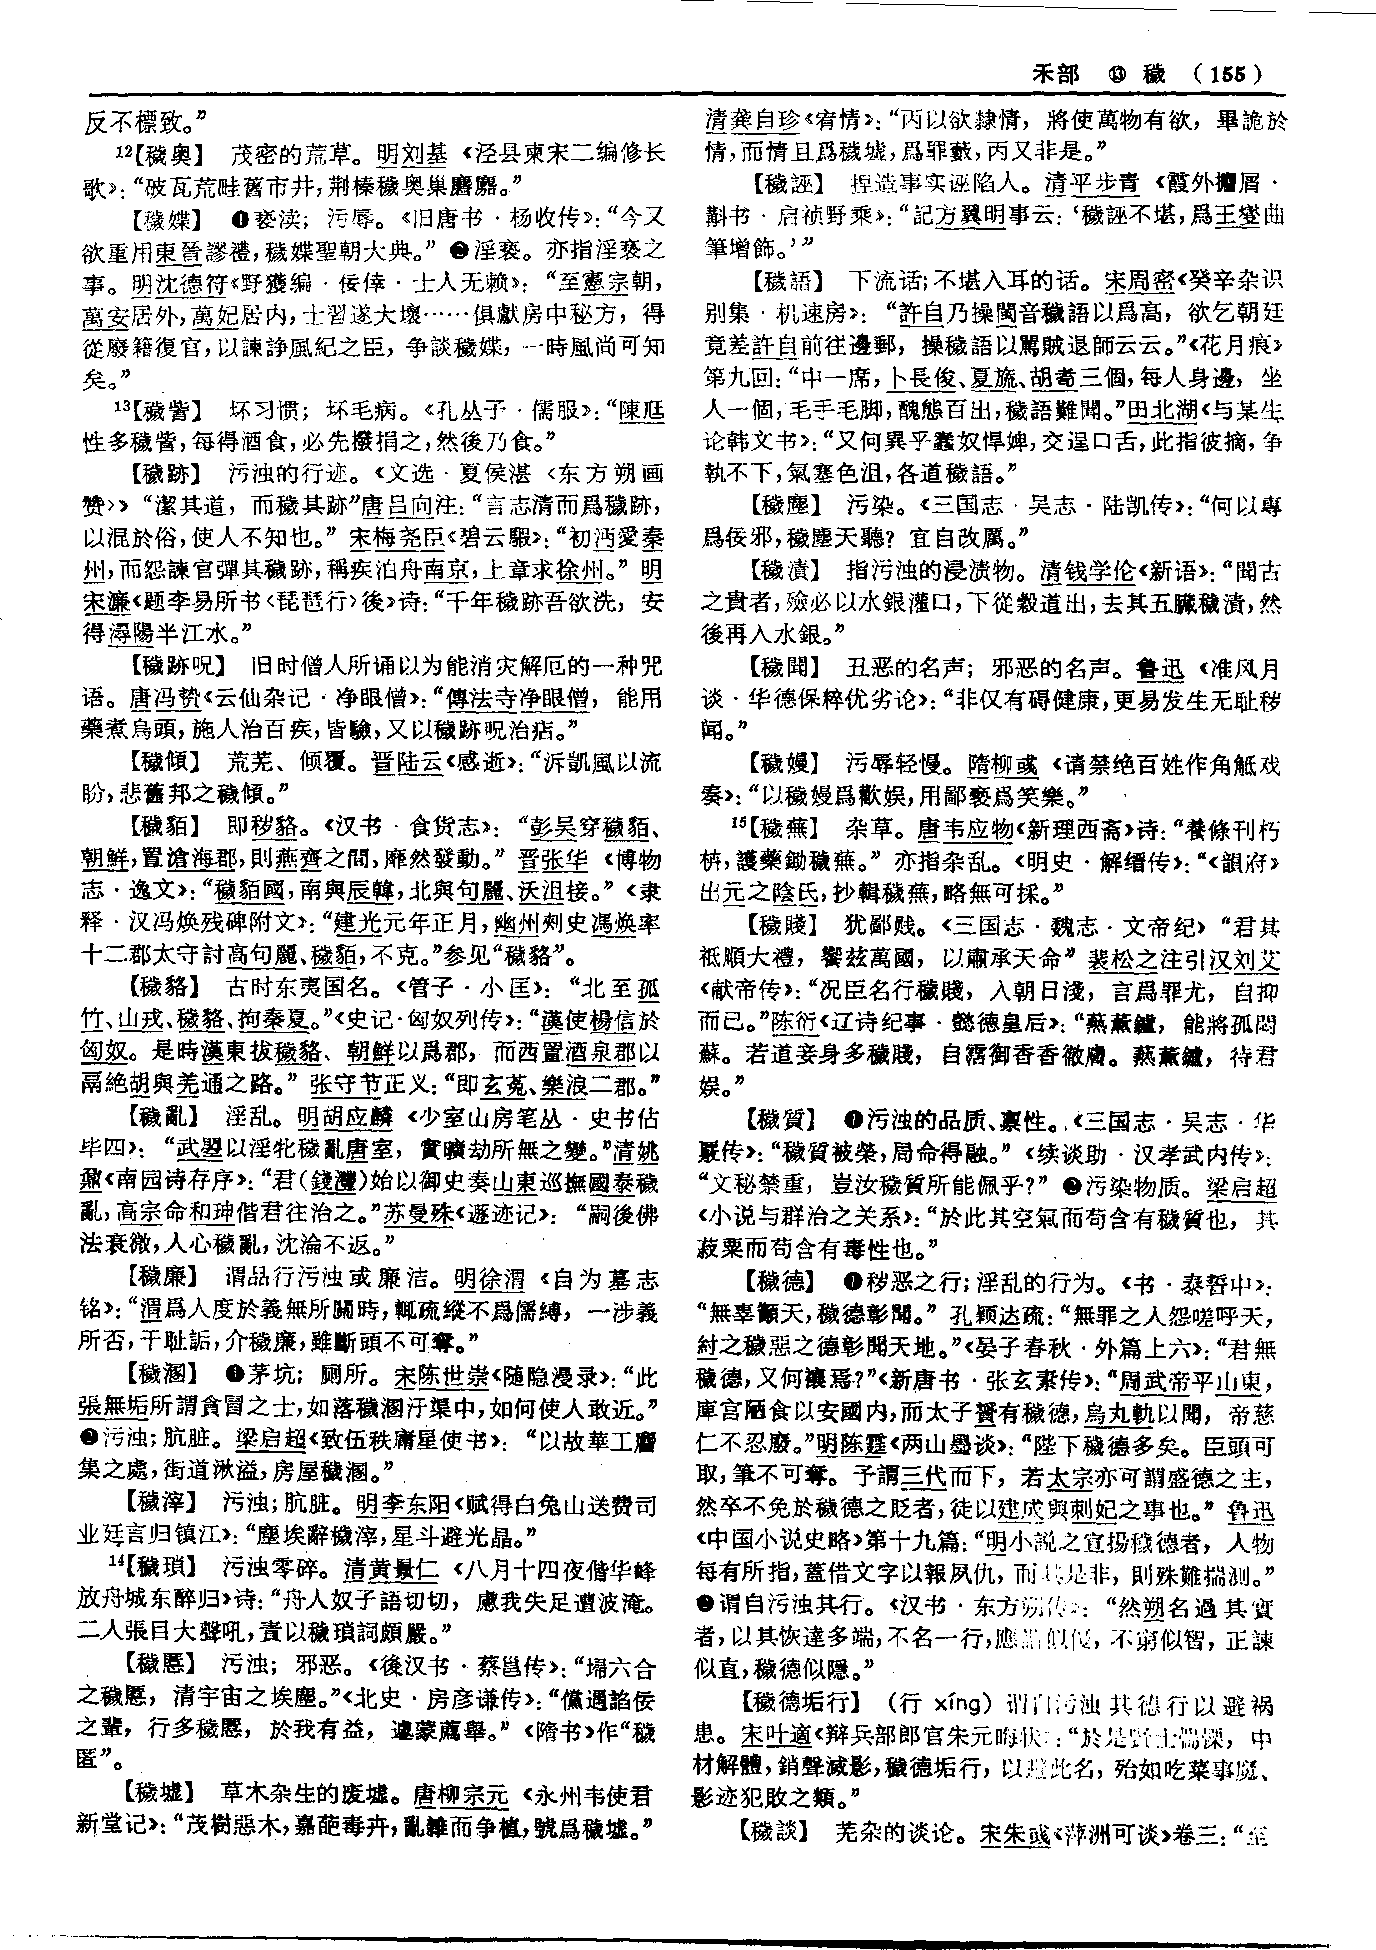 禾部 ⑬ 穢 （155）
反不標致。”
12【穢奥】 茂密的荒草。明刘基《泾县東宋二编修长
歌》：“破瓦荒畦舊市井，荆榛穢奥巢麏麚。”
【穢媟】 ❶亵渎；污辱。《旧唐书·杨收传》：“今又
欲重用東晉謬禮，穢媟聖朝大典。”❷淫亵。亦指淫亵之
事。明沈德符《野獲编·佞倖·士人无赖》：“至憲宗朝，
萬安居外，萬妃居内，士習遂大壞……俱獻房中秘方，得
從廢籍復官，以諫諍風紀之臣，争談穢媟，一時風尚可知
矣。”
13【穢訾】 坏习惯；坏毛病。《孔丛子·儒服》：“陳尫
性多穢訾，每得酒食，必先撥捐之，然後乃食。”
【穢跡】 污浊的行迹。《文选·夏侯湛〈东方朔画
赞〉》“潔其道，而穢其跡”唐吕向注：“言志清而爲穢跡，
以混於俗，使人不知也。”宋梅尧臣《碧云騢》：“初沔愛秦
州，而怨諫官彈其穢跡，稱疾泊舟南京，上章求徐州。”明
宋濂《题李易所书〈琵琶行〉後》诗：“千年穢跡吾欲洗，安
得潯陽半江水。”
【穢跡呪】 旧时僧人所诵以为能消灾解厄的一种咒
语。唐冯贽《云仙杂记·净眼僧》：“傳法寺净眼僧，能用
藥煮烏頭，施人治百疾，皆驗，又以穢跡呪治痁。”
【穢傾】 荒芜、倾覆。晋陆云《感逝》：“泝凱風以流
盼，悲舊邦之穢傾。”
【穢貊】 即秽貉。《汉书·食货志》：“彭吴穿穢貊、
朝鮮，置滄海郡，則燕齊之間，靡然發動。”晋张华《博物
志·逸文》：“穢貊國，南與辰韓，北與句麗、沃沮接。”《隶
释·汉冯焕残碑附文》：“建光元年正月，幽州刺史馮焕率
十二郡太守討高句麗、穢貊，不克。”参见“穢貉”。
【穢貉】 古时东夷国名。《管子·小匡》：“北至孤
竹、山戎、穢貉、拘秦夏。”《史记·匈奴列传》：“漢使楊信於
匈奴。是時漢東拔穢貉、朝鮮以爲郡，而西置酒泉郡以
鬲絶胡與羌通之路。”张守节正义：“即玄菟、樂浪二郡。”
【穢亂】 淫乱。明胡应麟《少室山房笔丛·史书佔
毕四》：“武曌以淫牝穢亂唐室，實曠劫所無之變。”清姚
鼐《南园诗存序》：“君（錢灃）始以御史奏山東巡撫國泰穢
亂，高宗命和珅偕君往治之。”苏曼殊《遯迹记》：“嗣後佛
法衰微，人心穢亂，沈淪不返。”
【穢廉】 谓品行污浊或廉洁。明徐渭《自为墓志
铭》：“渭爲人度於義無所關時，輒疏縱不爲儒縛，一涉義
所否，干耻詬，介穢廉，雖斷頭不可奪。”
【穢溷】 ❶茅坑；厕所。宋陈世崇《随隐漫录》：“此
張無垢所謂貪冒之士，如落穢溷汙渠中，如何使人敢近。”
❷污浊；肮脏。梁启超《致伍秩庸星使书》：“以故華工麕
集之處，街道湫溢，房屋穢溷。”
【穢滓】 污浊；肮脏。明李东阳《赋得白兔山送费司
业廷言归镇江》：“塵埃辭穢滓，星斗避光晶。”
14【穢瑣】 污浊零碎。清黄景仁《八月十四夜偕华峰
放舟城东醉归》诗：“舟人奴子語切切，慮我失足遭波淹。
二人張目大聲吼，責以穢瑣詞頗嚴。”
【穢慝】 污浊；邪恶。《後汉书·蔡邕传》：“埽六合
之穢慝，清宇宙之埃塵。”《北史·房彦谦传》：“儻遇諂佞
之輩，行多穢慝，於我有益，遽蒙薦舉。”《隋书》作“穢
匿”。
【穢墟】 草木杂生的废墟。唐柳宗元《永州韦使君
新堂记》：“茂樹惡木，嘉葩毒卉，亂雜而争植，號爲穢墟。”
清龚自珍《宥情》：“丙以欲隸情，將使萬物有欲，畢詭於
情，而情且爲穢墟，爲罪藪，丙又非是。”
【穢誣】 捏造事实诬陷人。清平步青《霞外攟屑·
斠书·启祯野乘》：“記方翼明事云：‘穢誣不堪，爲王燮曲
筆增飾。’”
【穢語】 下流话；不堪入耳的话。宋周密《癸辛杂识
别集·机速房》：“許自乃操閩音穢語以爲高，欲乞朝廷
竟差許自前往邊郵，操穢語以駡賊退師云云。”《花月痕》
第九回：“中一席，卜長俊、夏旒、胡耇三個，每人身邊，坐
人一個，毛手毛脚，醜態百出，穢語難聞。”田北湖《与某生
论韩文书》：“又何異乎蠢奴悍婢，交逞口舌，此指彼摘，争
執不下，氣塞色沮，各道穢語。”
【穢塵】 污染。《三国志·吴志·陆凯传》：“何以專
爲佞邪，穢塵天聽？宜自改厲。”
【穢漬】 指污浊的浸渍物。清钱学伦《新语》：“聞古
之貴者，殮必以水銀灌口，下從穀道出，去其五臟穢漬，然
後再入水銀。”
【穢聞】 丑恶的名声；邪恶的名声。鲁迅《准风月
谈·华德保粹优劣论》：“非仅有碍健康，更易发生无耻秽
闻。”
【穢嫚】 污辱轻慢。隋柳彧《请禁绝百姓作角觝戏
奏》：“以穢嫚爲歡娱，用鄙褻爲笑樂。”
15【穢蕪】 杂草。唐韦应物《新理西斋》诗：“養條刊朽
枿，護藥鋤穢蕪。”亦指杂乱。《明史·解缙传》：“《韻府》
出元之陰氏，抄輯穢蕪，略無可採。”
【穢賤】 犹鄙贱。《三国志·魏志·文帝纪》“君其
祗順大禮，饗兹萬國，以肅承天命”裴松之注引汉刘艾
《献帝传》：“况臣名行穢賤，入朝日淺，言爲罪尤，自抑
而已。”陈衍《辽诗纪事·懿德皇后》：“爇薰鑪，能將孤悶
蘇。若道妾身多穢賤，自霑御香香徹膚。爇薰鑪，待君
娱。”
【穢質】 ❶污浊的品质、禀性。《三国志·吴志·华
覈传》：“穢質被榮，局命得融。”《续谈助·汉孝武内传》：
“文秘禁重，豈汝穢質所能佩乎？”❷污染物质。梁启超
《小说与群治之关系》：“於此其空氣而苟含有穢質也，其
菽粟而苟含有毒性也。”
【穢德】 ❶秽恶之行；淫乱的行为。《书·泰誓中》：
“無辜籲天，穢德彰聞。”孔颖达疏：“無罪之人怨嗟呼天，
紂之穢惡之德彰聞天地。”《晏子春秋·外篇上六》：“君無
穢德，又何禳焉？”《新唐书·张玄素传》：“周武帝平山東，
庳宫陋食以安國内，而太子贇有穢德，烏丸軌以聞，帝慈
仁不忍廢。”明陈霆《两山墨谈》：“陛下穢德多矣。臣頭可
取，筆不可奪。予謂三代而下，若太宗亦可謂盛德之主，
然卒不免於穢德之貶者，徒以建成與刺妃之事也。”鲁迅
《中国小说史略》第十九篇：“明小説之宣揚穢德者，人物
每有所指，蓋借文字以報夙仇，而其是非，則殊難揣測。”
❷谓自污浊其行。《汉书·东方朔传》：“然朔名過其實
者，以其恢達多端，不名一行，應諧似優，不窮似智，正諫
似直，穢德似隱。”
【穢德垢行】 （行 xíng）谓自污浊其德行以避祸
患。宋叶適《辩兵部郎官朱元晦状》：“於是賢士惴慄，中
材解體，銷聲滅影，穢德垢行，以避此名，殆如吃菜事魔、
影迹犯敗之類。”
【穢談】 芜杂的谈论。宋朱彧《萍洲可谈》卷三：“至